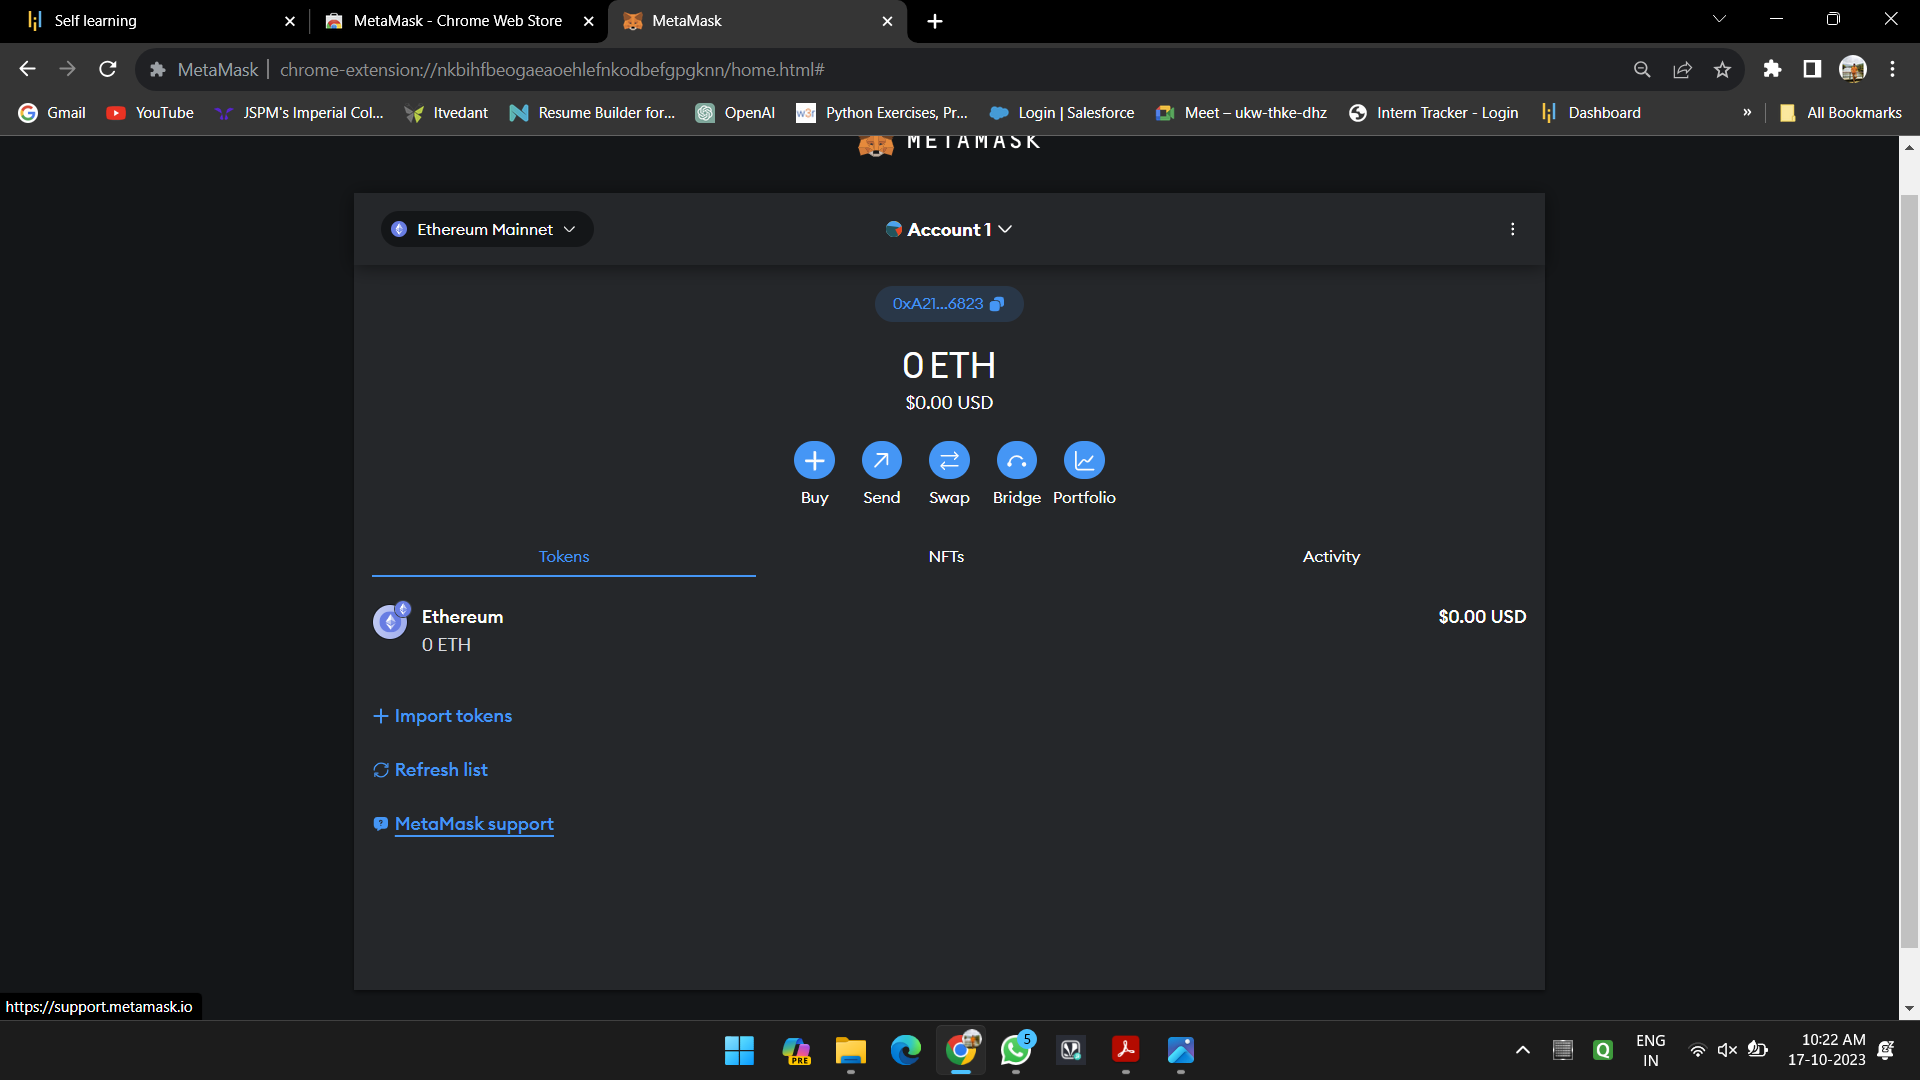 Self learning
MetaMask - Chrome Web Store
MetaMask
MetaMask chrome-extension://nkbihfbeogaeaoehlefnkodbefgpgknn/home.html#
Gmail YouTube JSPM's Imperial Col... Itvedant Resume Builder for... OpenAI w3r Python Exercises, Pr... Login | Salesforce Meet – ukw-thke-dhz Intern Tracker - Login Dashboard » All Bookmarks
METAMASK
Ethereum Mainnet
Account 1
0xA21...6823
0 ETH
$0.00 USD
Buy Send Swap Bridge Portfolio
Tokens NFTs Activity
Ethereum $0.00 USD
0 ETH
Import tokens
Refresh list
MetaMask support
https://support.metamask.io
PRE
5
ENG
IN
10:22 AM
17-10-2023